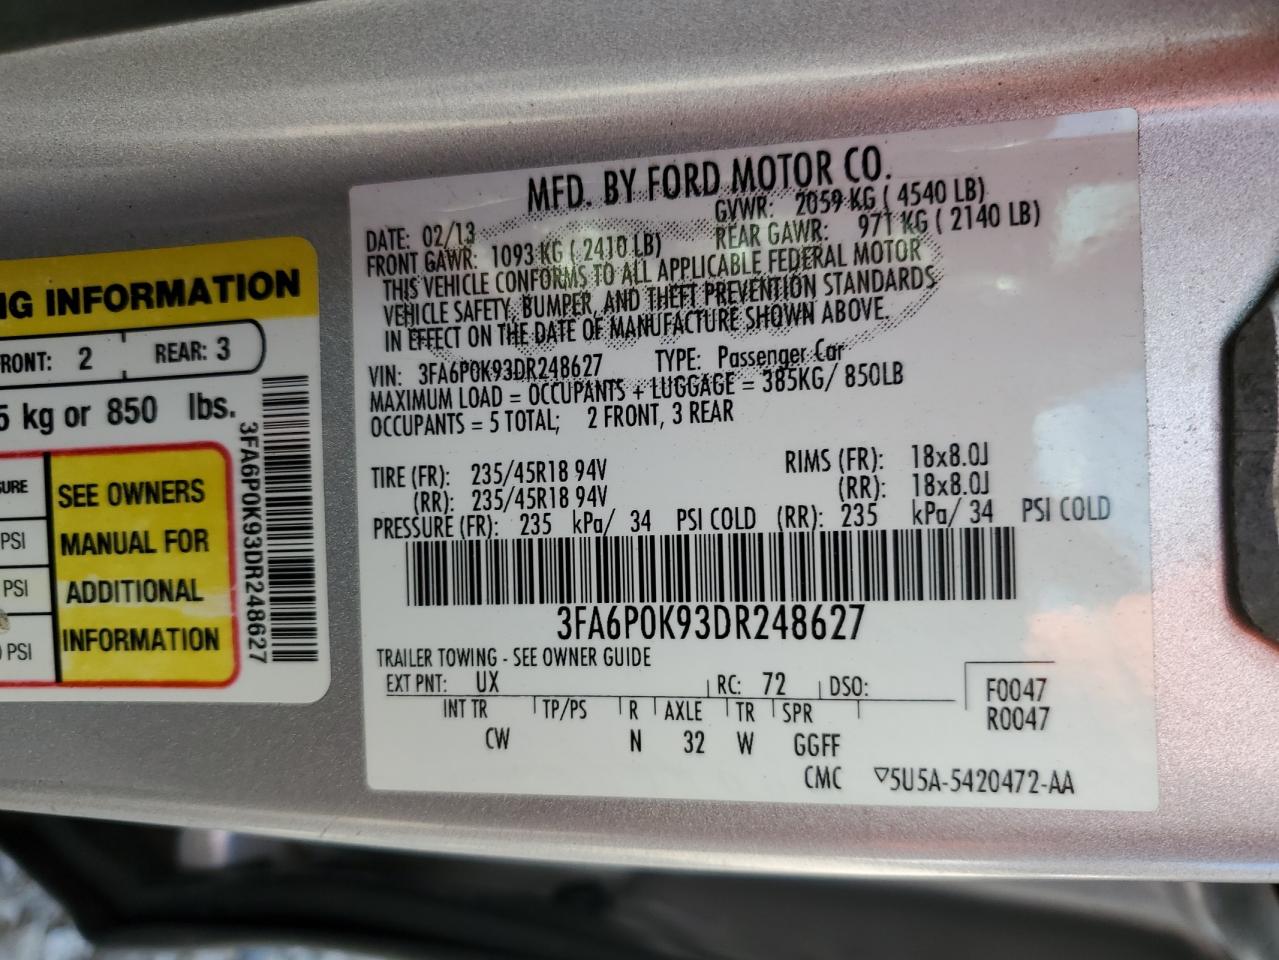 NG INFORMATION
FRONT: 2 REAR: 3
5 kg or 850 lbs.
SURE
PSI
PSI
PSI
SEE OWNERS
MANUAL FOR
ADDITIONAL
INFORMATION
3FA6P0K93DR248627
MFD. BY FORD MOTOR CO.
DATE: 02/13 GVWR: 2059 KG ( 4540 LB)
FRONT GAWR: 1093 KG ( 2410 LB) REAR GAWR: 971 KG ( 2140 LB)
THIS VEHICLE CONFORMS TO ALL APPLICABLE FEDERAL MOTOR
VEHICLE SAFETY, BUMPER, AND THEFT PREVENTION STANDARDS
IN EFFECT ON THE DATE OF MANUFACTURE SHOWN ABOVE.
VIN: 3FA6P0K93DR248627 TYPE: Passenger Car
MAXIMUM LOAD = OCCUPANTS + LUGGAGE = 385KG/ 850LB
OCCUPANTS = 5 TOTAL; 2 FRONT, 3 REAR
TIRE (FR): 235/45R18 94V RIMS (FR): 18x8.0J
(RR): 235/45R18 94V (RR): 18x8.0J
PRESSURE (FR): 235 kPa/ 34 PSI COLD (RR): 235 kPa/ 34 PSI COLD
3FA6P0K93DR248627
TRAILER TOWING - SEE OWNER GUIDE
EXT PNT: UX RC: 72 DSO: F0047
INT TR TP/PS R AXLE TR SPR R0047
CW N 32 W GGFF
CMC ▽5U5A-5420472-AA